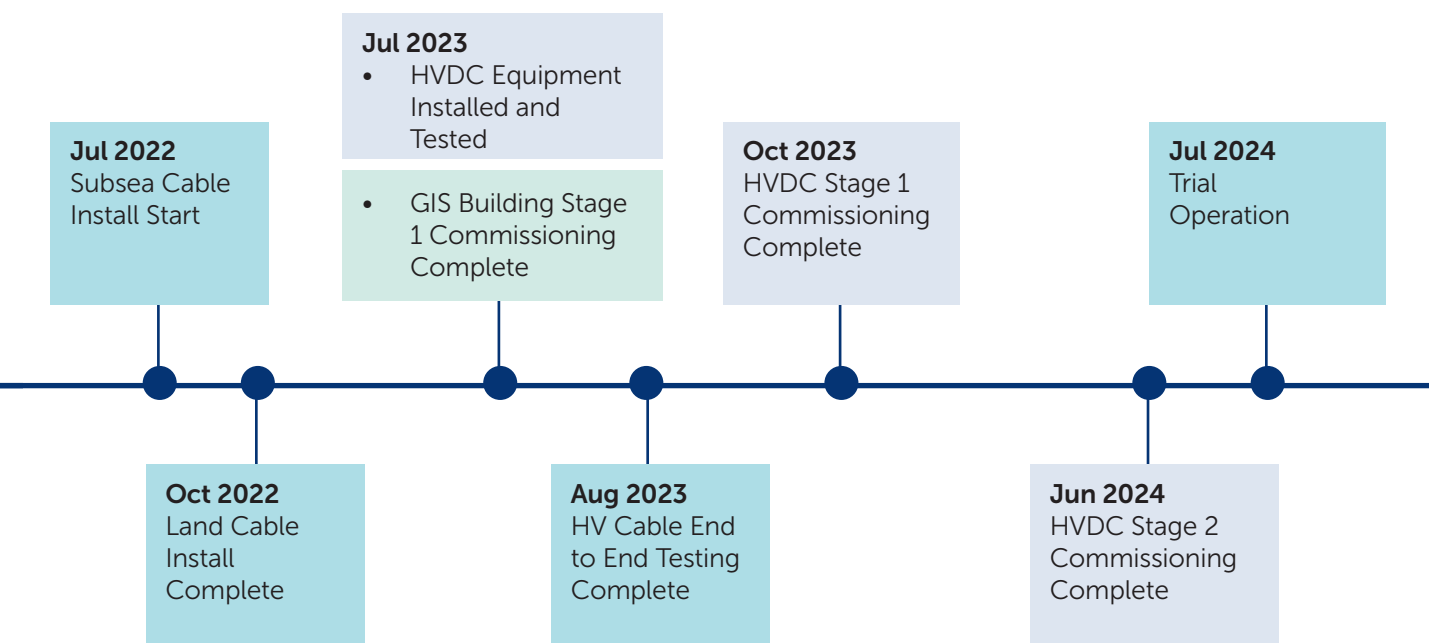 Jul 2022
Subsea Cable
Install Start
Oct 2022
Land Cable
Install
Complete
Jul 2023
• HVDC Equipment
Installed and
Tested
• GIS Building Stage
1 Commissioning
Complete
Aug 2023
HV Cable End
to End Testing
Complete
Oct 2023
HVDC Stage 1
Commissioning
Complete
Jun 2024
HVDC Stage 2
Commissioning
Complete
Jul 2024
Trial
Operation